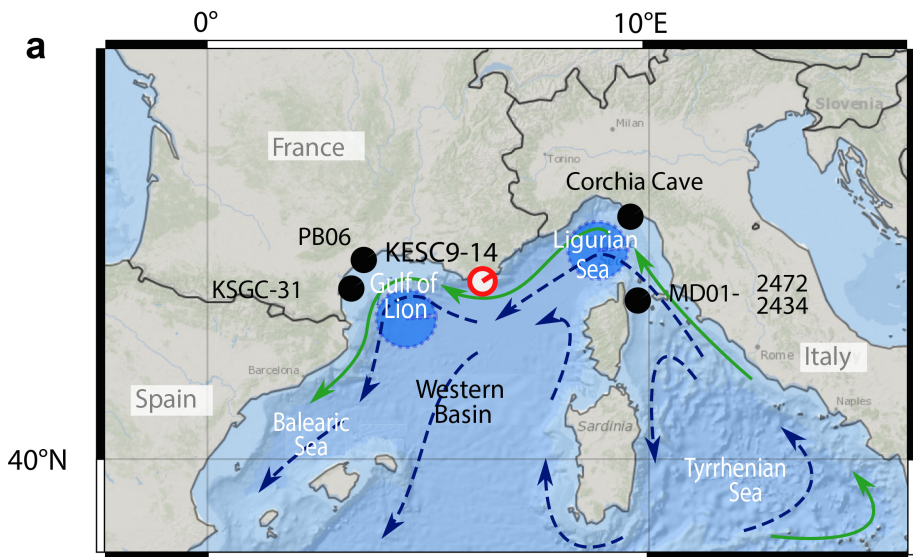 a
0°
10°E
Slovenia
Milan
France
Torino
Corchia Cave
PB06
KESC9-14
Ligurian
Sea
KSGC-31
Gulf of
Lion
MD01-
2472
2434
Rome
Italy
Barcelona
Spain
Western
Basin
Naples
Balearic
Sea
Sardinia
40°N
Tyrrhenian
Sea